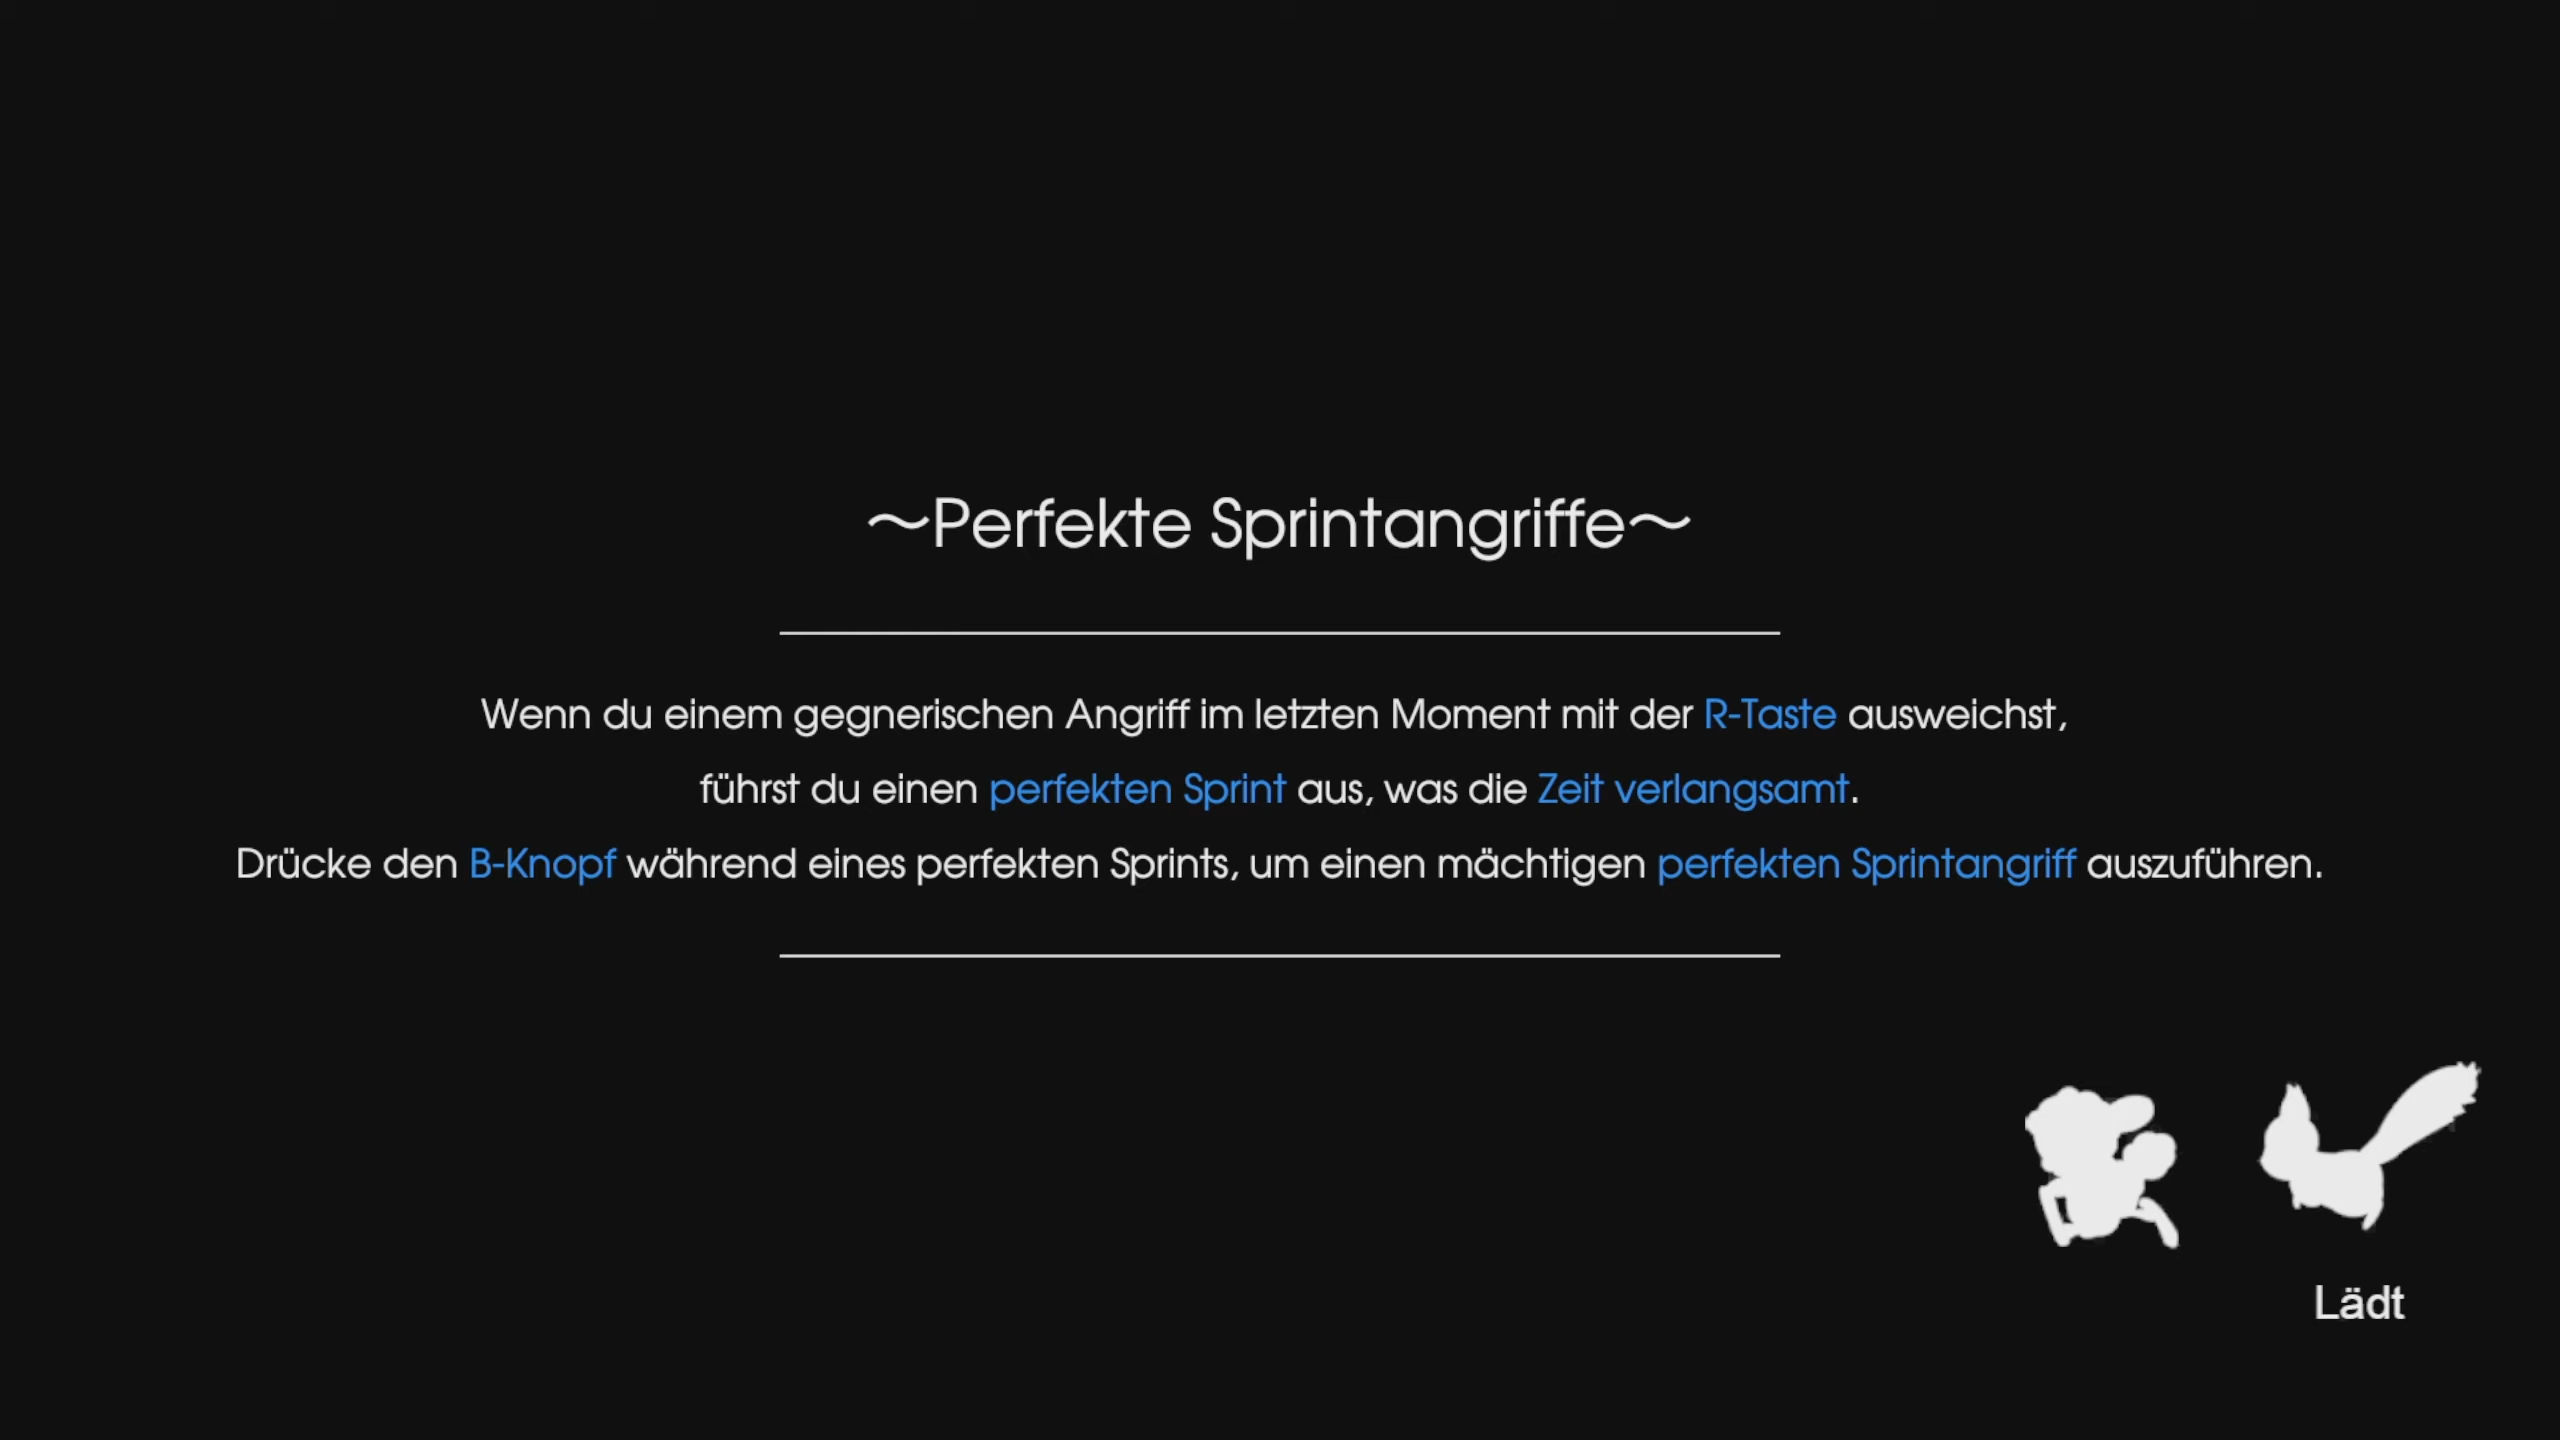 ～Perfekte Sprintangriffe～
Wenn du einem gegnerischen Angriff im letzten Moment mit der R-Taste ausweichst,
führst du einen perfekten Sprint aus, was die Zeit verlangsamt.
Drücke den B-Knopf während eines perfekten Sprints, um einen mächtigen perfekten Sprintangriff auszuführen.
Lädt